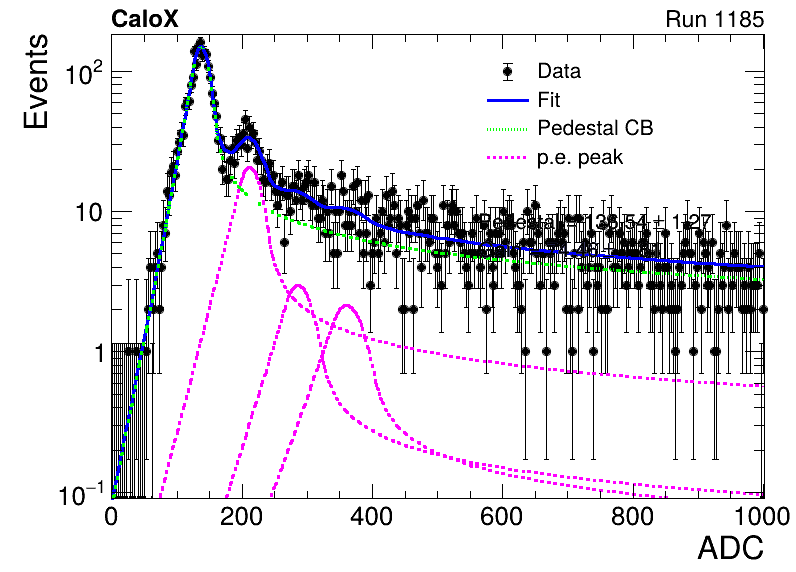 CaloX Run 1185
Events
10²
10
1
10⁻¹
Data
Fit
Pedestal CB
p.e. peak
Pedestal
0 200 400 600 800 1000
ADC